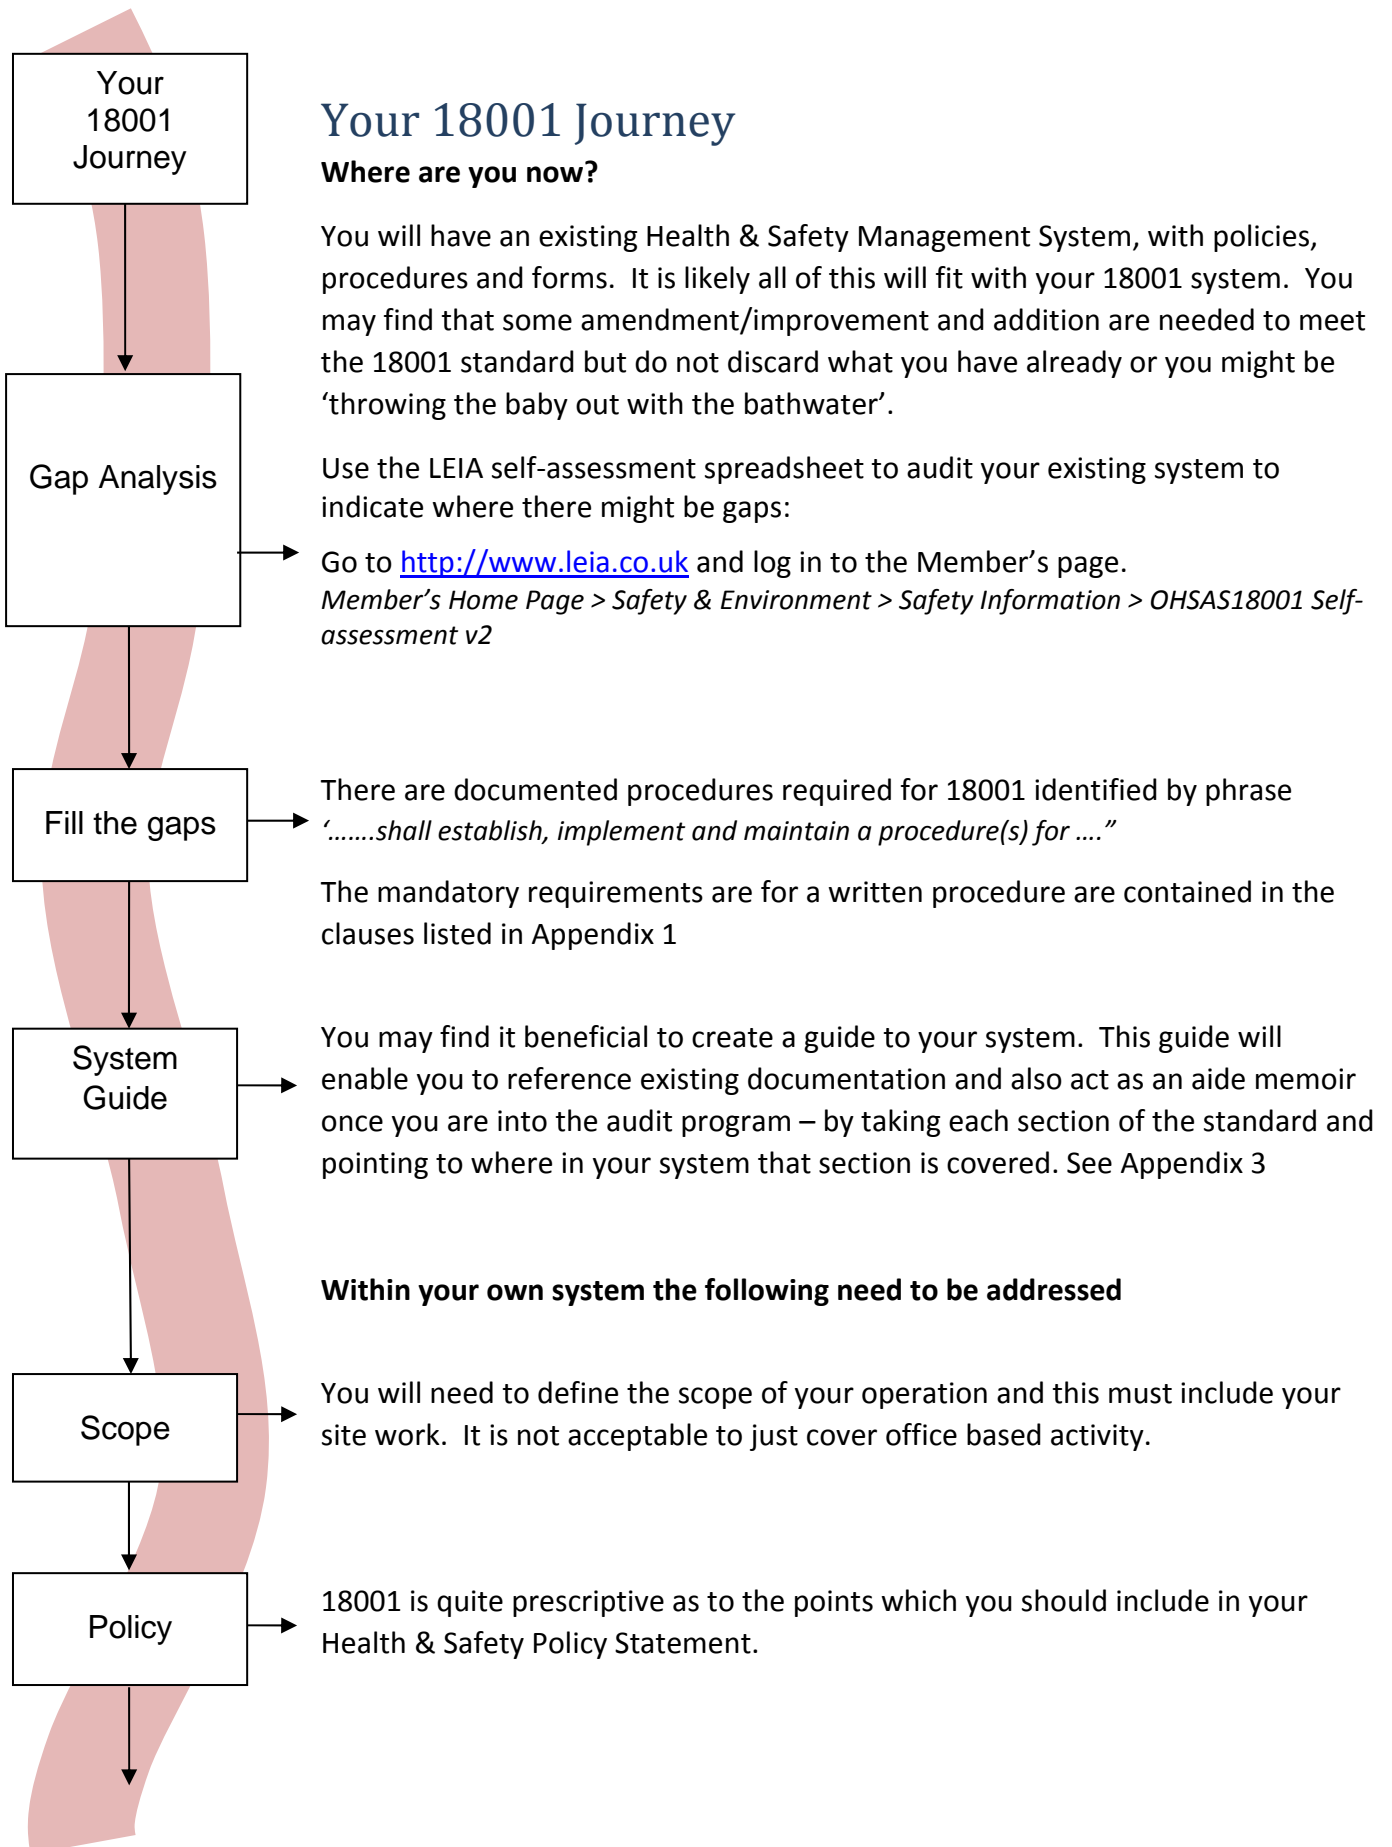 Your
18001
Journey
Your 18001 Journey
Where are you now?
You will have an existing Health & Safety Management System, with policies,
procedures and forms.  It is likely all of this will fit with your 18001 system.  You
may find that some amendment/improvement and addition are needed to meet
the 18001 standard but do not discard what you have already or you might be
‘throwing the baby out with the bathwater’.
Gap Analysis
Use the LEIA self-assessment spreadsheet to audit your existing system to
indicate where there might be gaps:
Go to http://www.leia.co.uk and log in to the Member’s page.
Member’s Home Page > Safety & Environment > Safety Information > OHSAS18001 Self-
assessment v2
Fill the gaps
There are documented procedures required for 18001 identified by phrase
‘…….shall establish, implement and maintain a procedure(s) for ….”
The mandatory requirements are for a written procedure are contained in the
clauses listed in Appendix 1
System
Guide
You may find it beneficial to create a guide to your system.  This guide will
enable you to reference existing documentation and also act as an aide memoir
once you are into the audit program – by taking each section of the standard and
pointing to where in your system that section is covered. See Appendix 3
Within your own system the following need to be addressed
Scope
You will need to define the scope of your operation and this must include your
site work.  It is not acceptable to just cover office based activity.
Policy
18001 is quite prescriptive as to the points which you should include in your
Health & Safety Policy Statement.